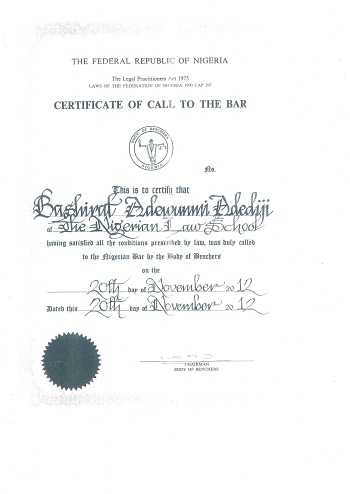 THE FEDERAL REPUBLIC OF NIGERIA
The Legal Practitioners Act 1975
LAWS OF THE FEDERATION OF NIGERIA 1990 CAP 207
CERTIFICATE OF CALL TO THE BAR
BODY OF BENCHERS
NIGERIA
No.
This is to certify that
Bashirat Adewunmi Adediji
of The Nigerian Law School
having satisfied all the conditions prescribed by law, was duly called
to the Nigerian Bar by the Body of Benchers
on the
20th day of November 2012
Dated this 20th day of November 2012
CHAIRMAN
BODY OF BENCHERS